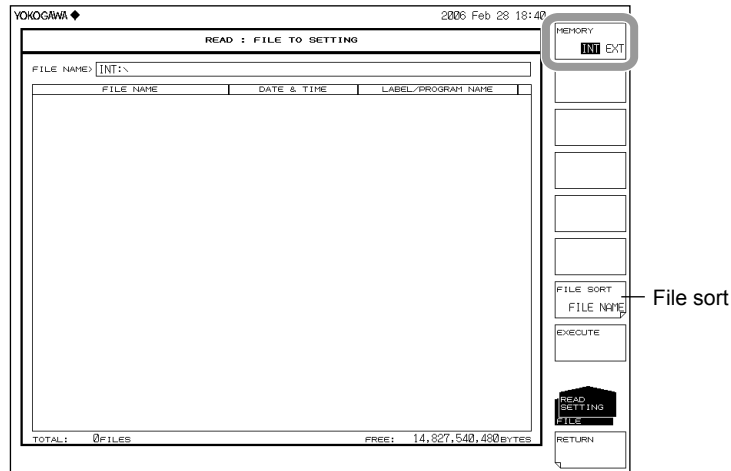 YOKOGAWA ◆ 2006 Feb 28 18:40
READ : FILE TO SETTING
FILE NAME> INT:\
FILE NAME DATE & TIME LABEL/PROGRAM NAME
TOTAL: 0FILES FREE: 14,827,540,480BYTES
MEMORY
INT EXT
FILE SORT
FILE NAME
EXECUTE
READ
SETTING
FILE
RETURN
File sort